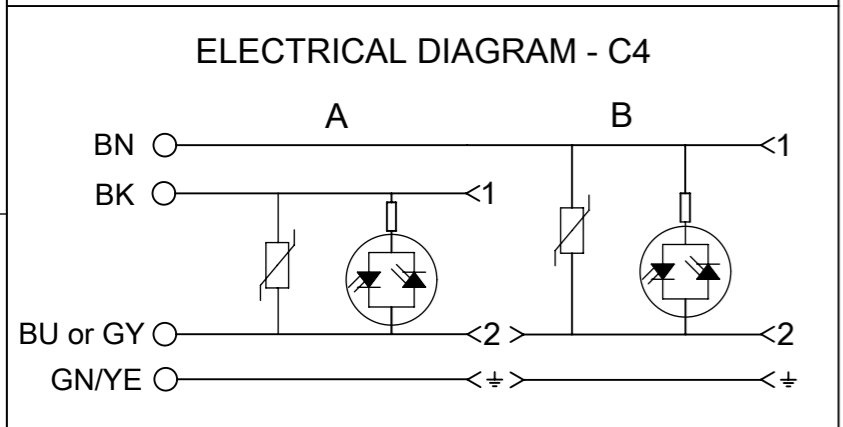 ELECTRICAL DIAGRAM - C4
A B
BN 1
BK 1
BU or GY 2 2
GN/YE